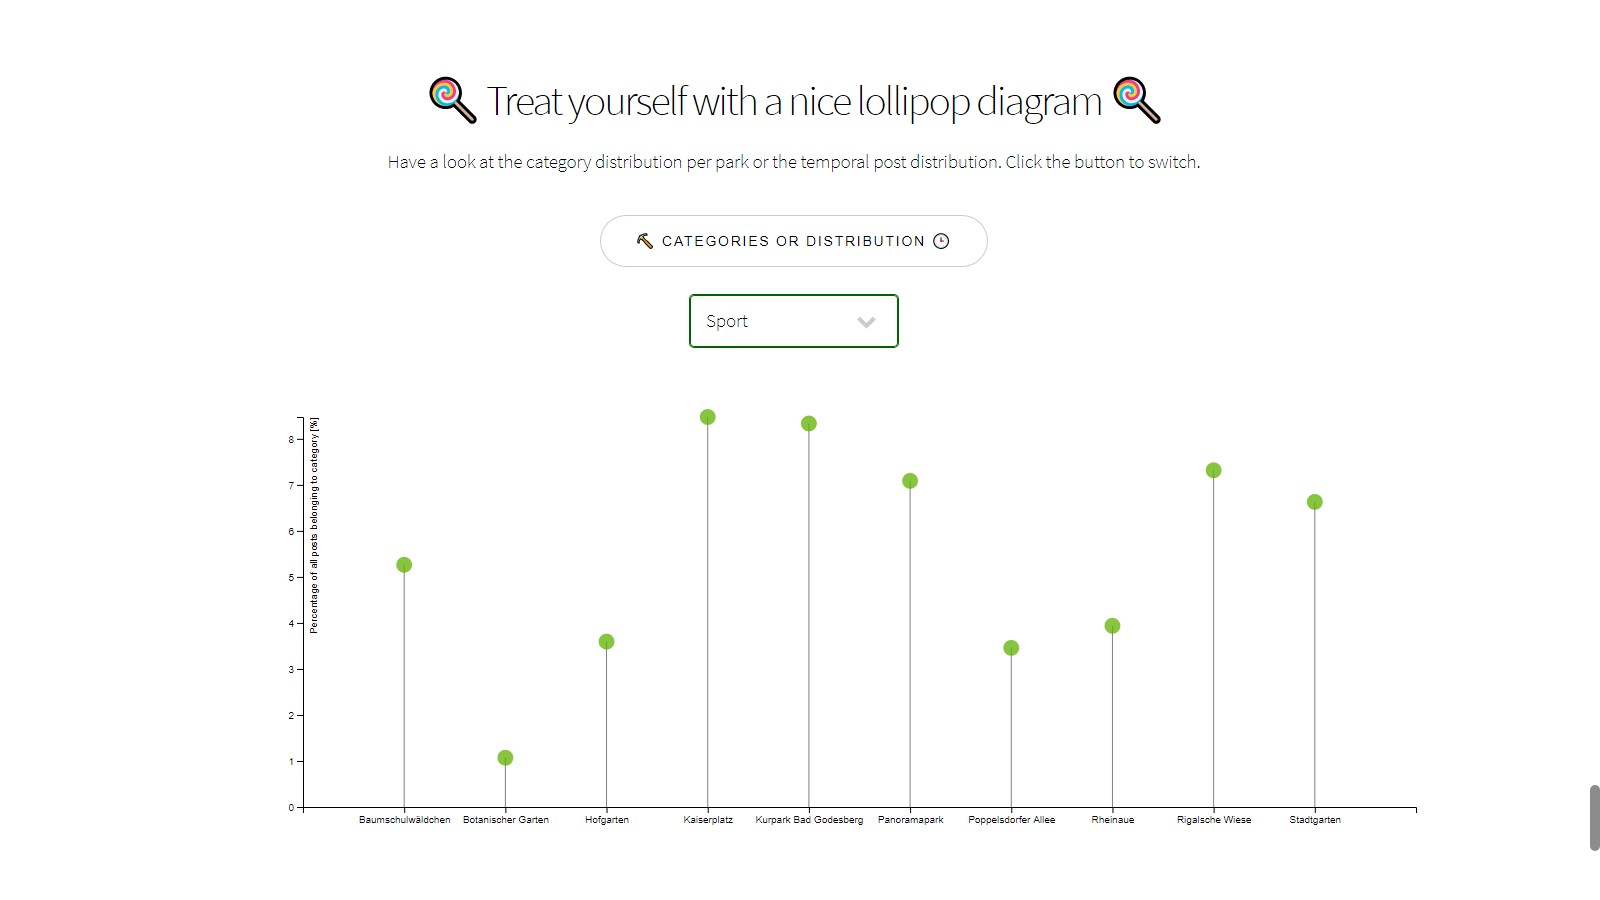 Treat yourself with a nice lollipop diagram
Have a look at the category distribution per park or the temporal post distribution. Click the button to switch.
CATEGORIES OR DISTRIBUTION
Sport
Percentage of all posts belonging to category [%]
8
7
6
5
4
3
2
1
0
Baumschulwäldchen Botanischer Garten Hofgarten Kaiserplatz Kurpark Bad Godesberg Panoramapark Poppelsdorfer Allee Rheinaue Rigalsche Wiese Stadtgarten